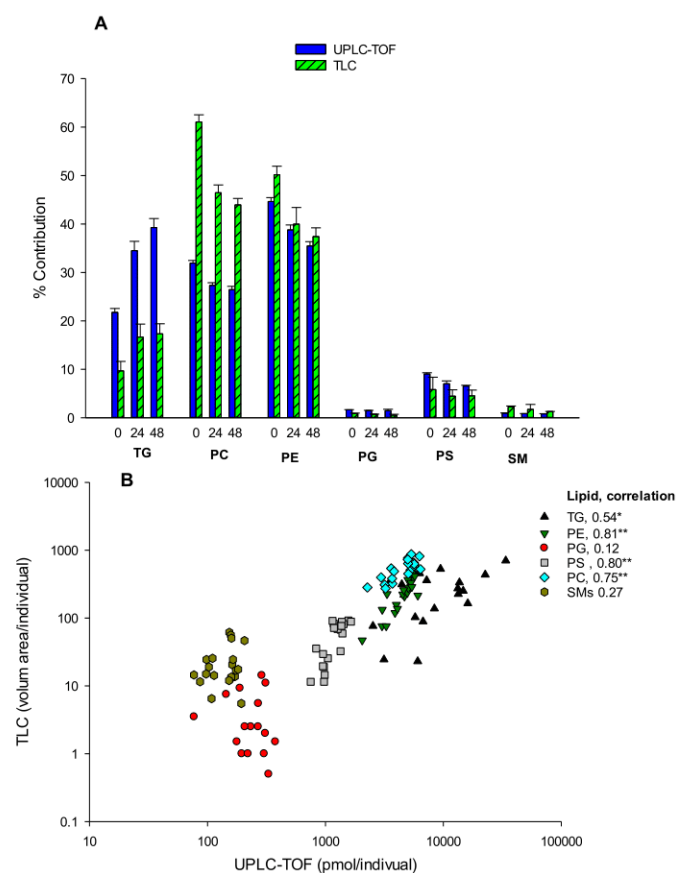 A
UPLC-TOF
TLC
70
60
50
40
30
20
10
0
% Contribution
0 24 48 0 24 48 0 24 48 0 24 48 0 24 48 0 24 48
TG PC PE PG PS SM
B
10000
1000
100
10
1
0.1
TLC (volum area/individual)
Lipid, correlation
TG, 0.54*
PE, 0.81**
PG, 0.12
PS , 0.80**
PC, 0.75**
SMs 0.27
10 100 1000 10000 100000
UPLC-TOF (pmol/indivual)